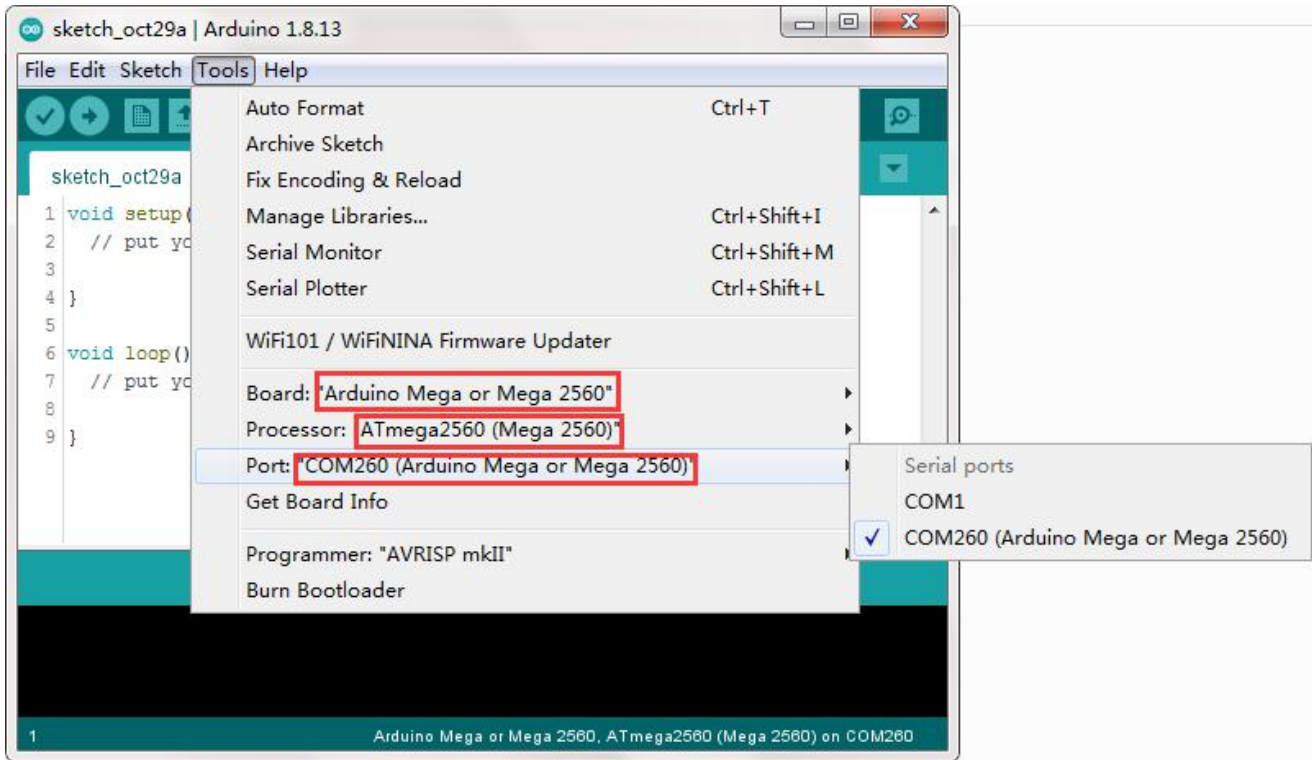 sketch_oct29a | Arduino 1.8.13
File Edit Sketch Tools Help
Auto Format Ctrl+T
Archive Sketch
Fix Encoding & Reload
Manage Libraries... Ctrl+Shift+I
Serial Monitor Ctrl+Shift+M
Serial Plotter Ctrl+Shift+L
WiFi101 / WiFiNINA Firmware Updater
Board: "Arduino Mega or Mega 2560"
Processor: "ATmega2560 (Mega 2560)"
Port: "COM260 (Arduino Mega or Mega 2560)"
Get Board Info
Programmer: "AVRISP mkII"
Burn Bootloader
Serial ports
COM1
COM260 (Arduino Mega or Mega 2560)
sketch_oct29a
1 void setup(
2 // put yo
3
4 }
5
6 void loop()
7 // put yo
8
9 }
1 Arduino Mega or Mega 2560, ATmega2560 (Mega 2560) on COM260